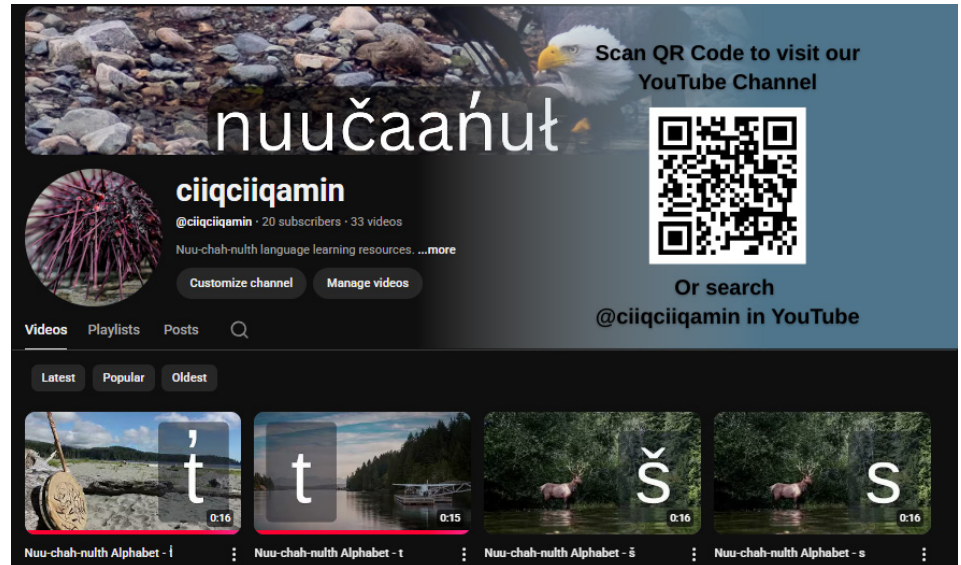 nuučaan̓uł
Scan QR Code to visit our
YouTube Channel
Or search
@ciiqciiqamin in YouTube
ciiqciiqamin
@ciiqciiqamin · 20 subscribers · 33 videos
Nuu-chah-nulth language learning resources. ...more
Customize channel
Manage videos
Videos
Playlists
Posts
Latest
Popular
Oldest
t̓
0:16
t
0:15
š
0:16
s
0:16
Nuu-chah-nulth Alphabet - t̓
Nuu-chah-nulth Alphabet - t
Nuu-chah-nulth Alphabet - š
Nuu-chah-nulth Alphabet - s